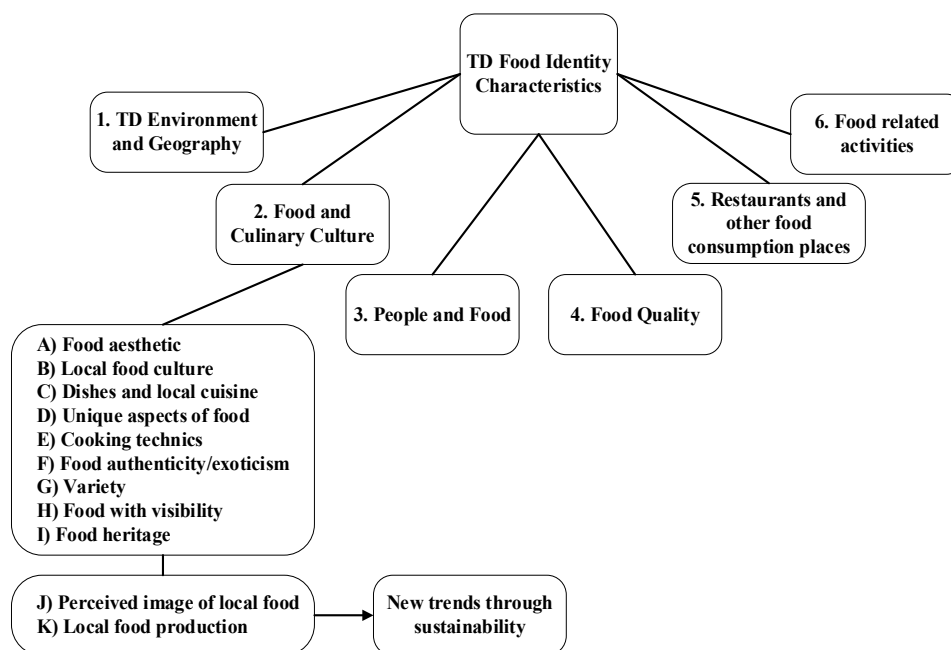 TD Food Identity
Characteristics
1. TD Environment
and Geography
2. Food and
Culinary Culture
3. People and Food
4. Food Quality
5. Restaurants and
other food
consumption places
6. Food related
activities
A) Food aesthetic
B) Local food culture
C) Dishes and local cuisine
D) Unique aspects of food
E) Cooking technics
F) Food authenticity/exoticism
G) Variety
H) Food with visibility
I) Food heritage
J) Perceived image of local food
K) Local food production
New trends through
sustainability